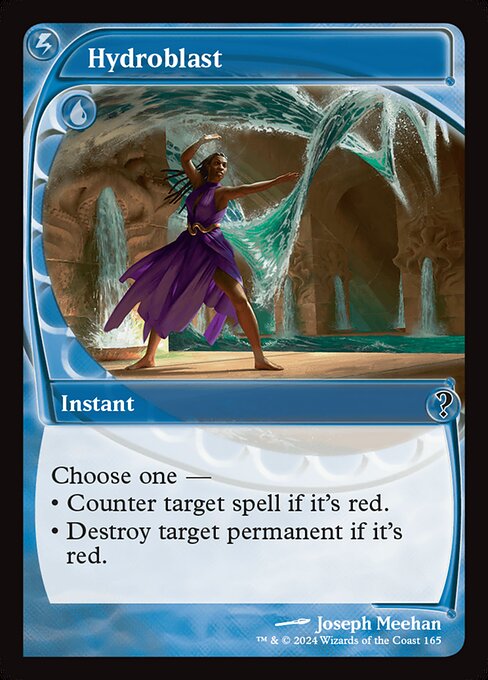 Hydroblast
Instant
?
Choose one —
• Counter target spell if it's red.
• Destroy target permanent if it's
red.
Joseph Meehan
™ & © 2024 Wizards of the Coast 165